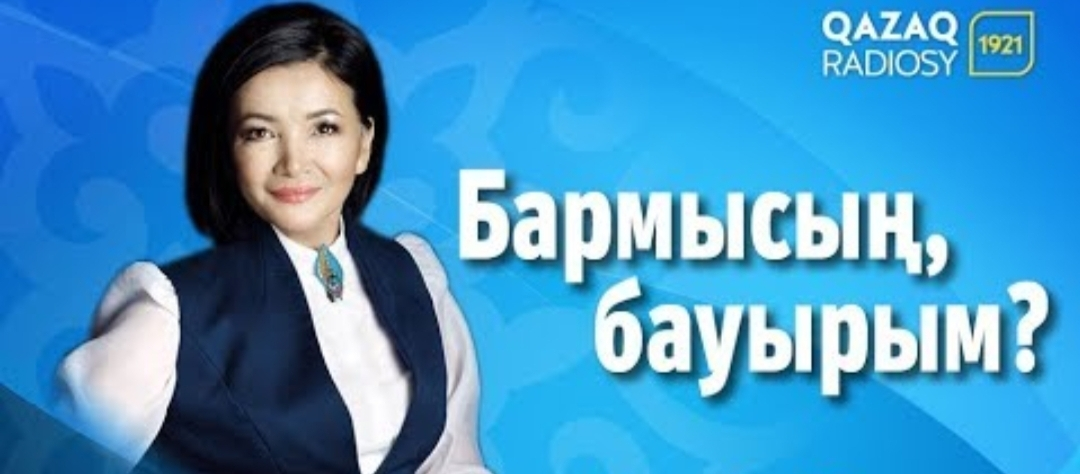 QAZAQ
RADIOSY
1921
Бармысың,
бауырым?